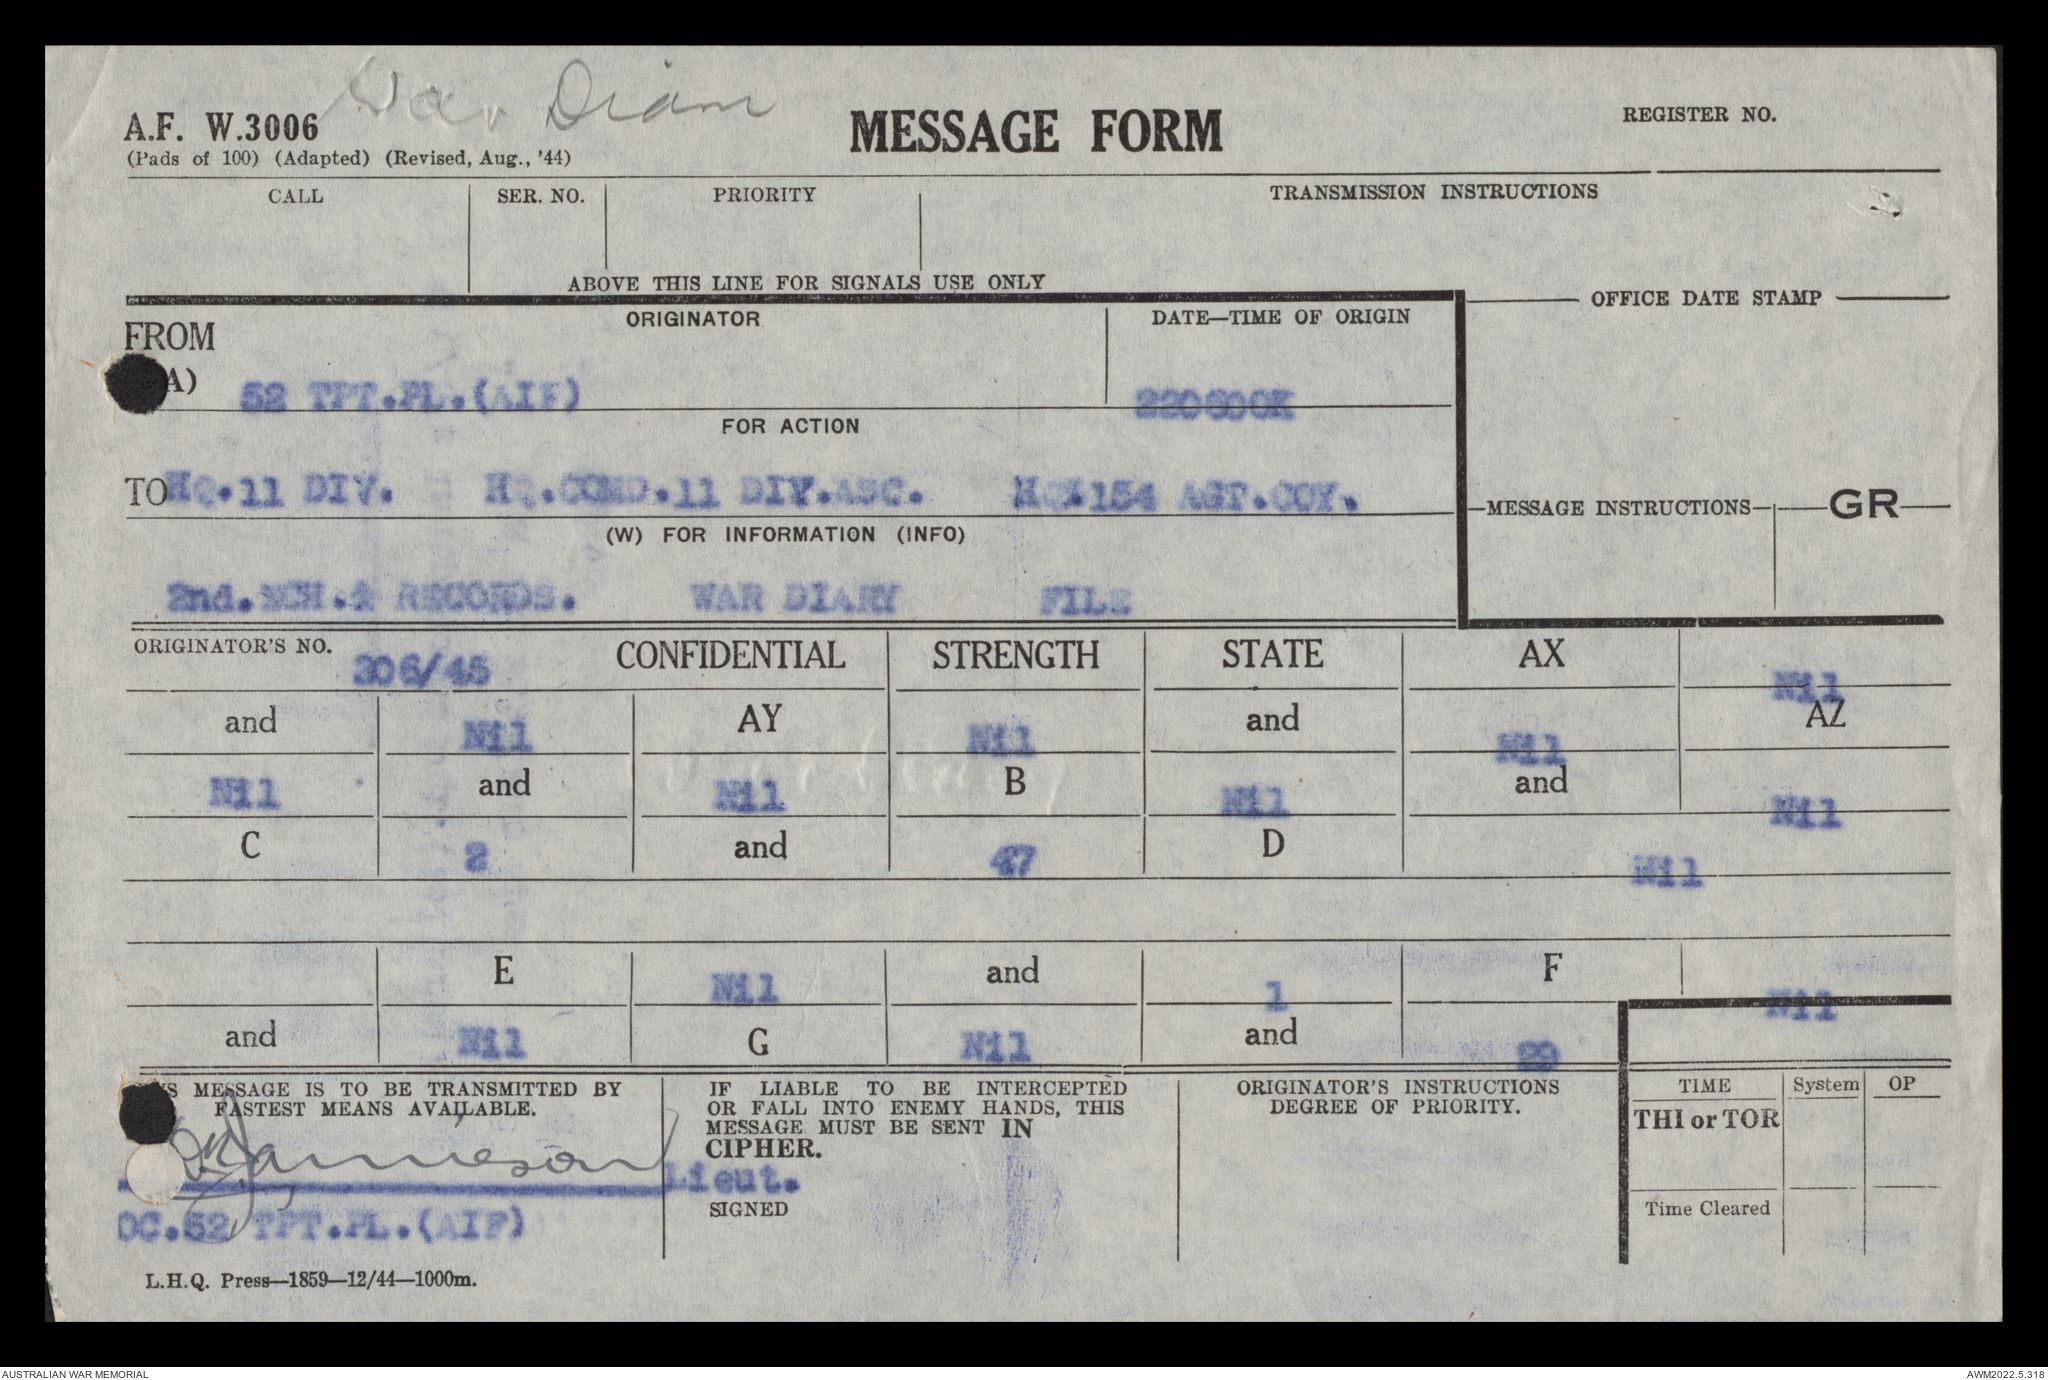 War Diary
A.F. W.3006
MESSAGE FORM
REGISTER NO.
(Pads of 100) (Adapted) (Revised, Aug., '44)
CALL SER. NO. PRIORITY TRANSMISSION INSTRUCTIONS
ABOVE THIS LINE FOR SIGNALS USE ONLY
FROM ORIGINATOR DATE—TIME OF ORIGIN OFFICE DATE STAMP
A) 52 TPT.PL.(AIF) 220600K
FOR ACTION
TO HQ.11 DIV. HQ.COMD.11 DIV.ASC. 154 AGT.COY.
MESSAGE INSTRUCTIONS GR
(W) FOR INFORMATION (INFO)
2nd.ECH.& RECORDS. WAR DIARY FILE
ORIGINATOR'S NO. 306/45 CONFIDENTIAL STRENGTH STATE AX Nil
and Nil AY Nil and Nil AZ
Nil and Nil B Nil and Nil
C 2 and 47 D Nil
E Nil and 1 F Nil
and Nil G Nil and 29
S MESSAGE IS TO BE TRANSMITTED BY
FASTEST MEANS AVAILABLE.
Jamieson Lieut.
OC.52 TPT.PL.(AIF)
IF LIABLE TO BE INTERCEPTED
OR FALL INTO ENEMY HANDS, THIS
MESSAGE MUST BE SENT IN
CIPHER.
SIGNED
ORIGINATOR'S INSTRUCTIONS
DEGREE OF PRIORITY.
TIME System OP
THI or TOR
Time Cleared
L.H.Q. Press—1859—12/44—1000m.
AUSTRALIAN WAR MEMORIAL AWM2022.5.318